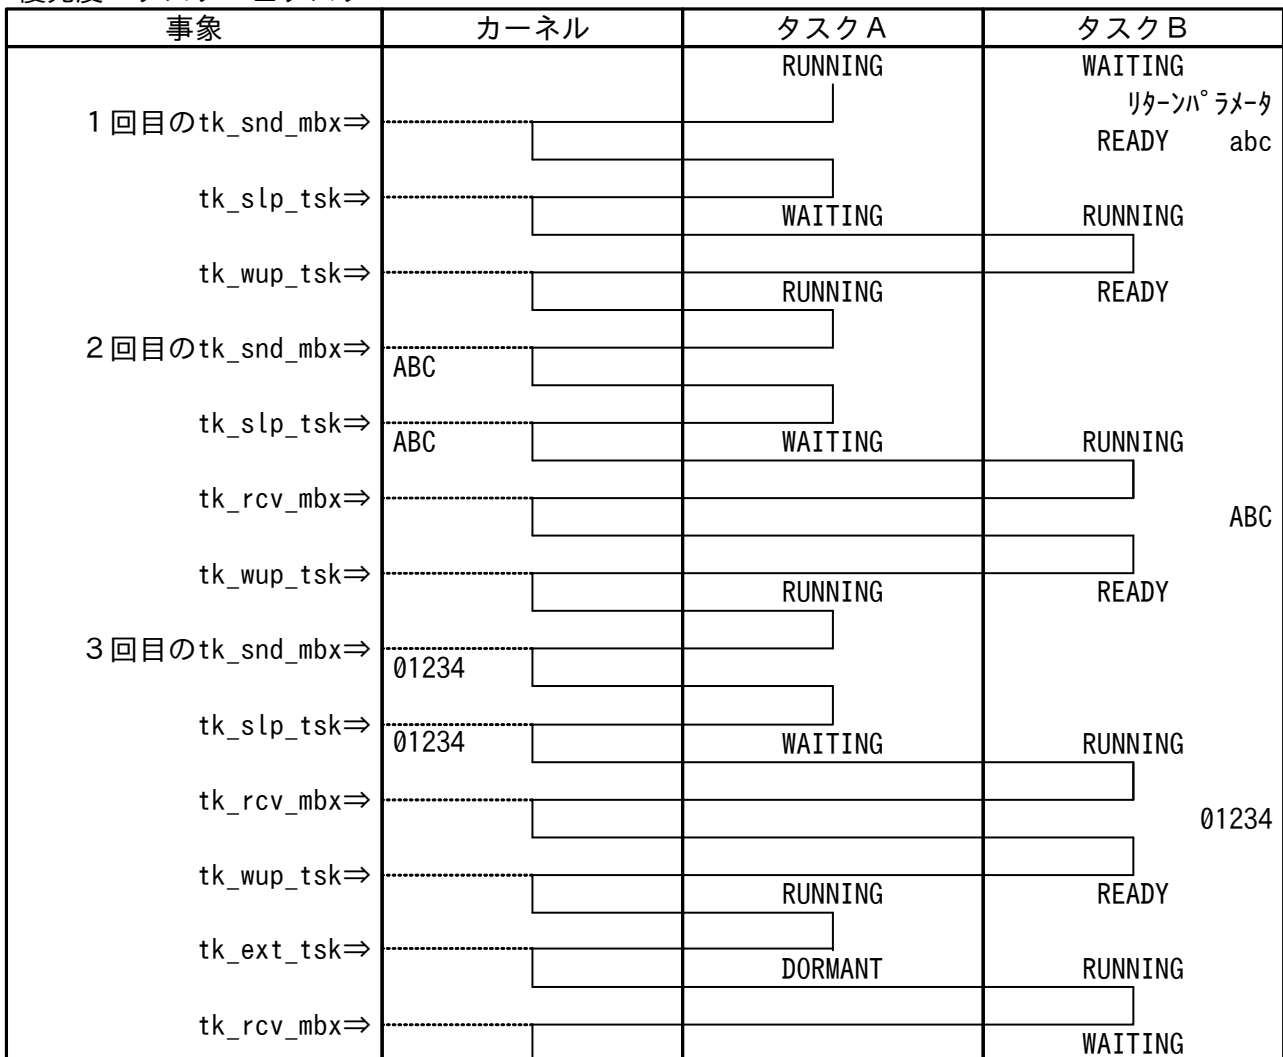 事象 カーネル タスクA タスクB
RUNNING WAITING
リターンパラメータ
1回目のtk_snd_mbx⇒
READY abc
tk_slp_tsk⇒
WAITING RUNNING
tk_wup_tsk⇒
RUNNING READY
2回目のtk_snd_mbx⇒
ABC
tk_slp_tsk⇒
ABC WAITING RUNNING
tk_rcv_mbx⇒
ABC
tk_wup_tsk⇒
RUNNING READY
3回目のtk_snd_mbx⇒
01234
tk_slp_tsk⇒
01234 WAITING RUNNING
tk_rcv_mbx⇒
01234
tk_wup_tsk⇒
RUNNING READY
tk_ext_tsk⇒
DORMANT RUNNING
tk_rcv_mbx⇒
WAITING